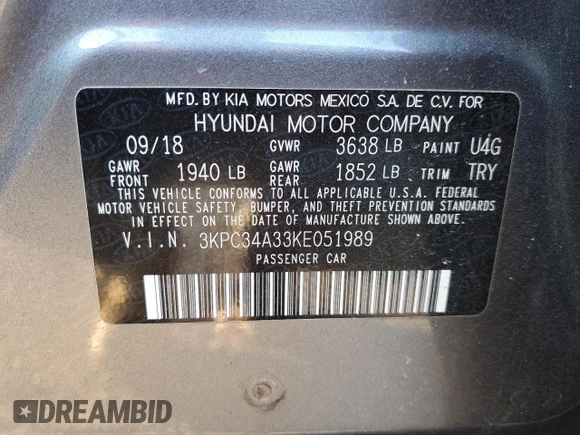 MFD. BY KIA MOTORS MEXICO S.A. DE C.V. FOR
HYUNDAI MOTOR COMPANY
09/18 GVWR 3638 LB PAINT U4G
GAWR FRONT 1940 LB GAWR REAR 1852 LB TRIM TRY
THIS VEHICLE CONFORMS TO ALL APPLICABLE U.S.A. FEDERAL
MOTOR VEHICLE SAFETY, BUMPER, AND THEFT PREVENTION STANDARDS
IN EFFECT ON THE DATE OF MANUFACTURE SHOWN ABOVE.
V.I.N. 3KPC34A33KE051989
PASSENGER CAR
DREAMBID